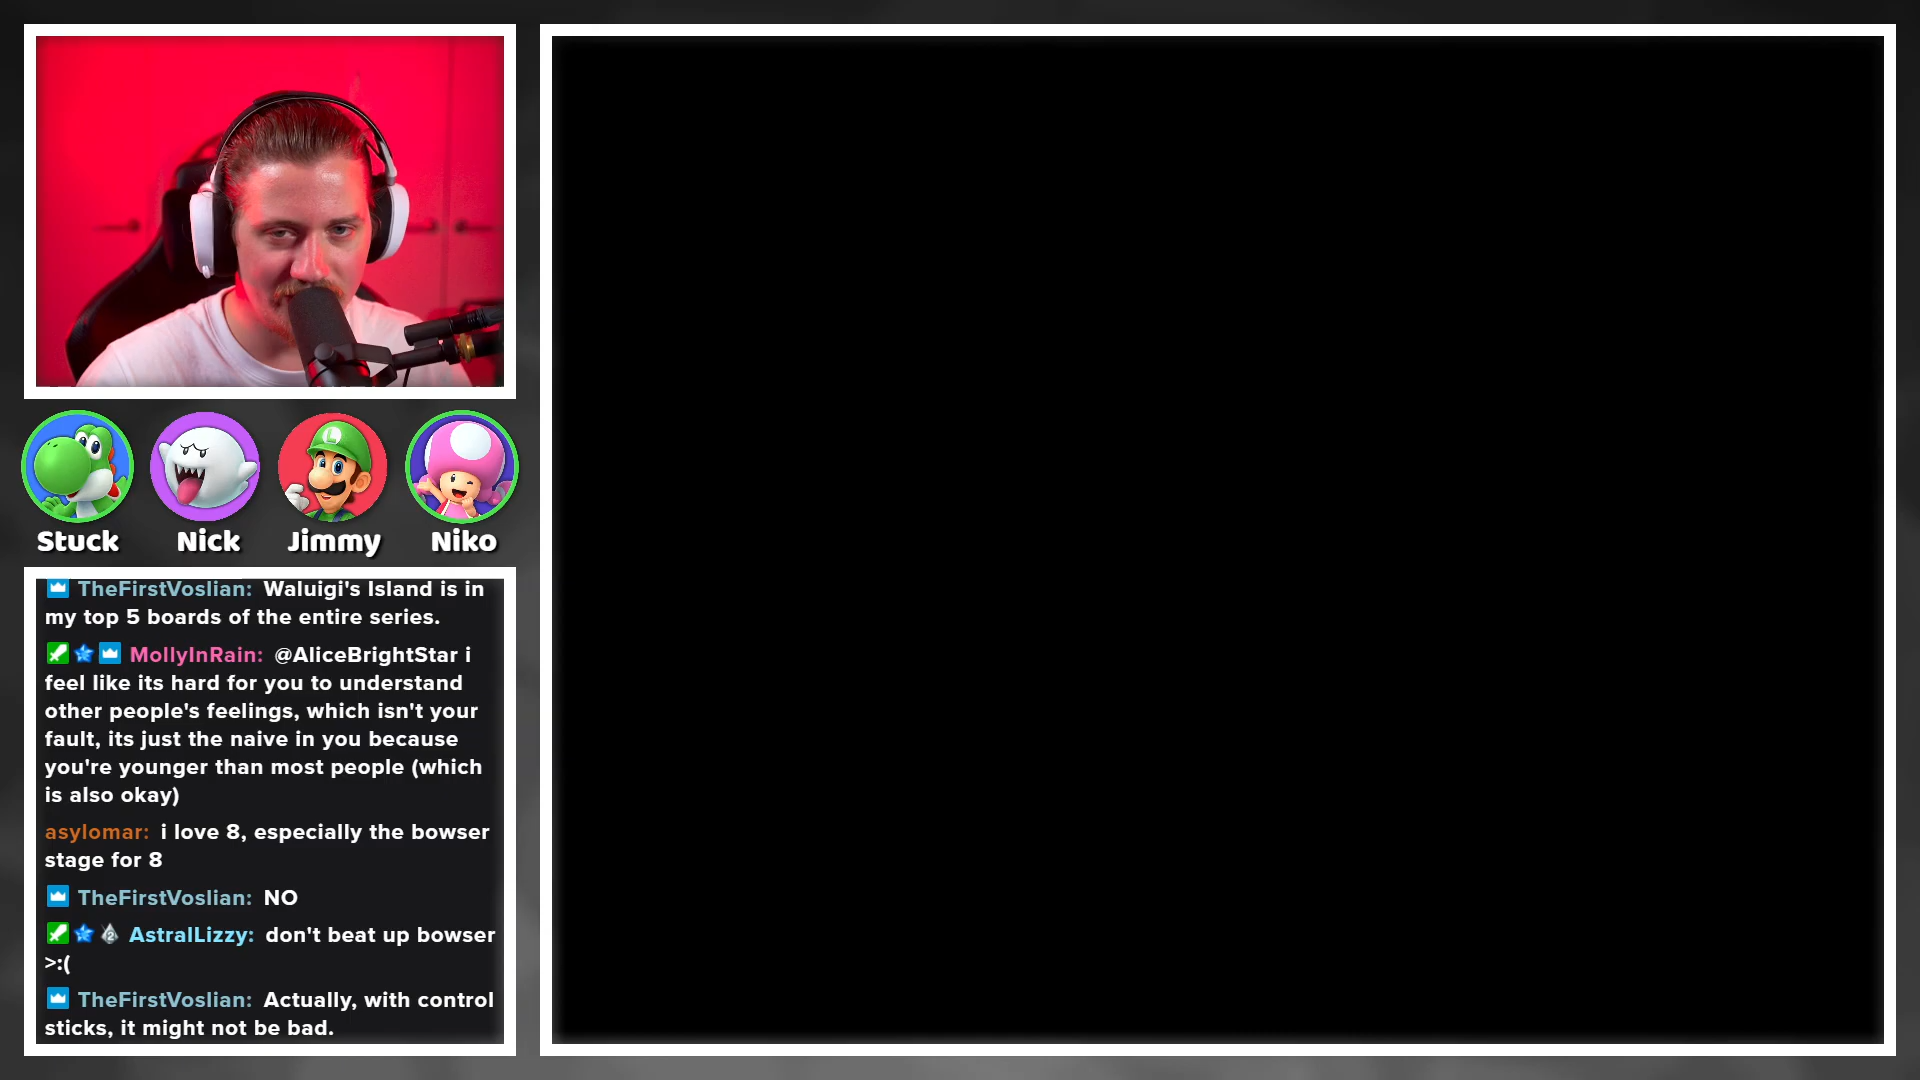 Stuck Nick Jimmy Niko
TheFirstVoslian: Waluigi's Island is in
my top 5 boards of the entire series.
MollyInRain: @AliceBrightStar i
feel like its hard for you to understand
other people's feelings, which isn't your
fault, its just the naive in you because
you're younger than most people (which
is also okay)
asylomar: i love 8, especially the bowser
stage for 8
TheFirstVoslian: NO
AstralLizzy: don't beat up bowser
>:(
TheFirstVoslian: Actually, with control
sticks, it might not be bad.